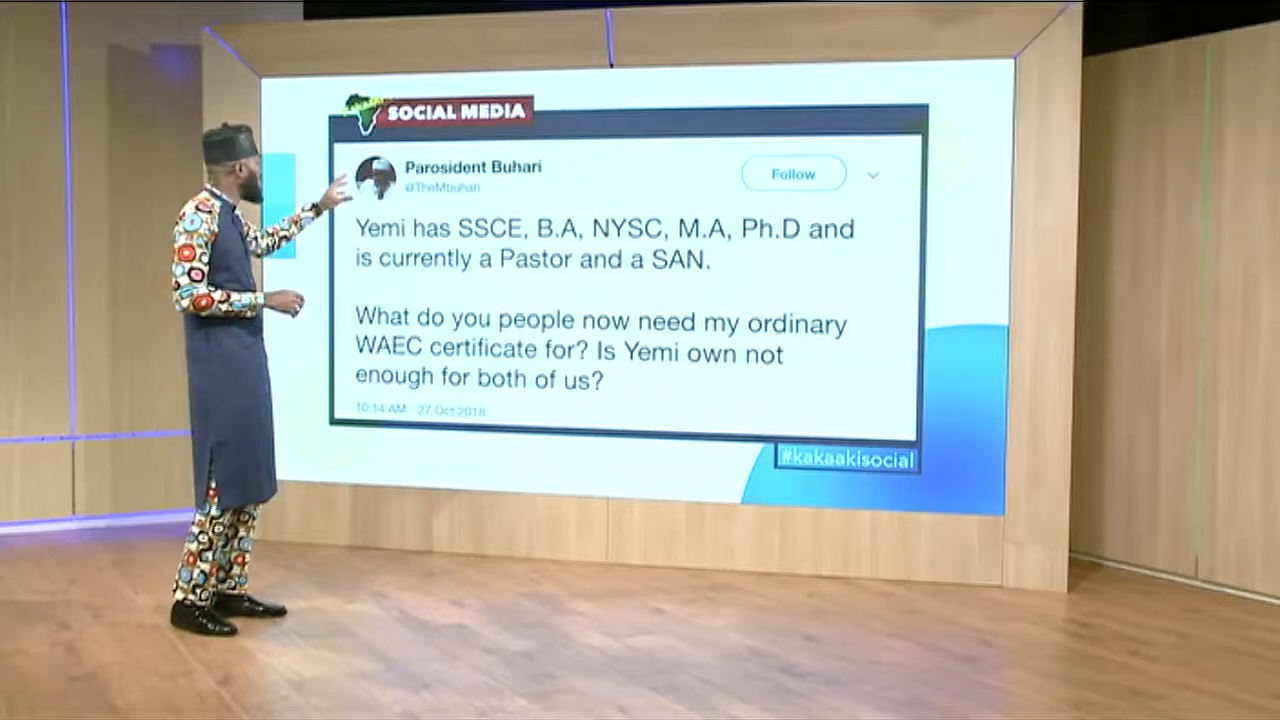 SOCIAL MEDIA
Parosident Buhari
@TheMbuhari
Follow
Yemi has SSCE, B.A, NYSC, M.A, Ph.D and
is currently a Pastor and a SAN.
What do you people now need my ordinary
WAEC certificate for? Is Yemi own not
enough for both of us?
10:14 AM - 27 Oct 2018
#kakaakisocial